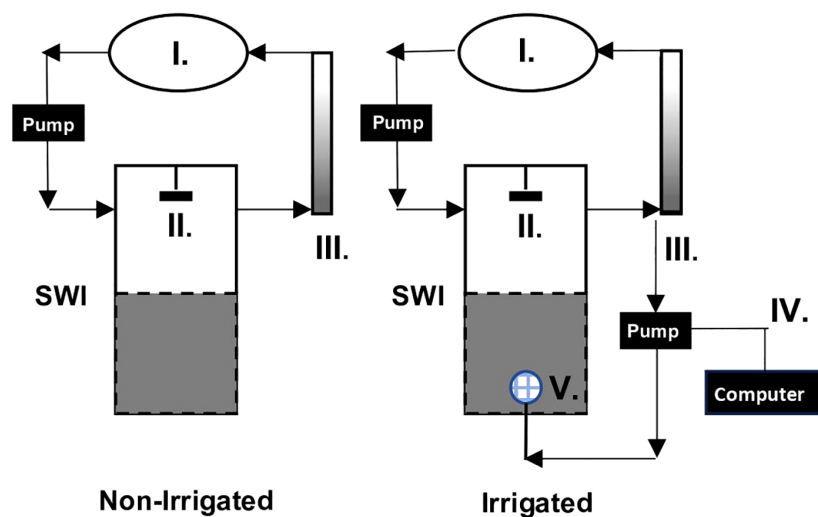 I.
Pump
II.
III.
SWI
Non-Irrigated
I.
Pump
II.
III.
SWI
IV.
Pump
Computer
V.
Irrigated